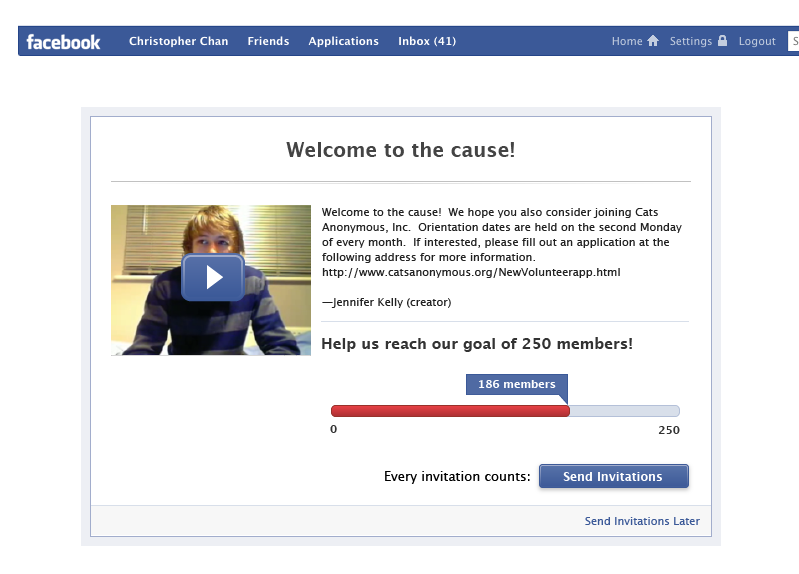 facebook Christopher Chan Friends Applications Inbox (41) Home Settings Logout S
Welcome to the cause!
Welcome to the cause!  We hope you also consider joining Cats
Anonymous, Inc.  Orientation dates are held on the second Monday
of every month.  If interested, please fill out an application at the
following address for more information.
http://www.catsanonymous.org/NewVolunteerapp.html
—Jennifer Kelly (creator)
Help us reach our goal of 250 members!
186 members
0 250
Every invitation counts: Send Invitations
Send Invitations Later